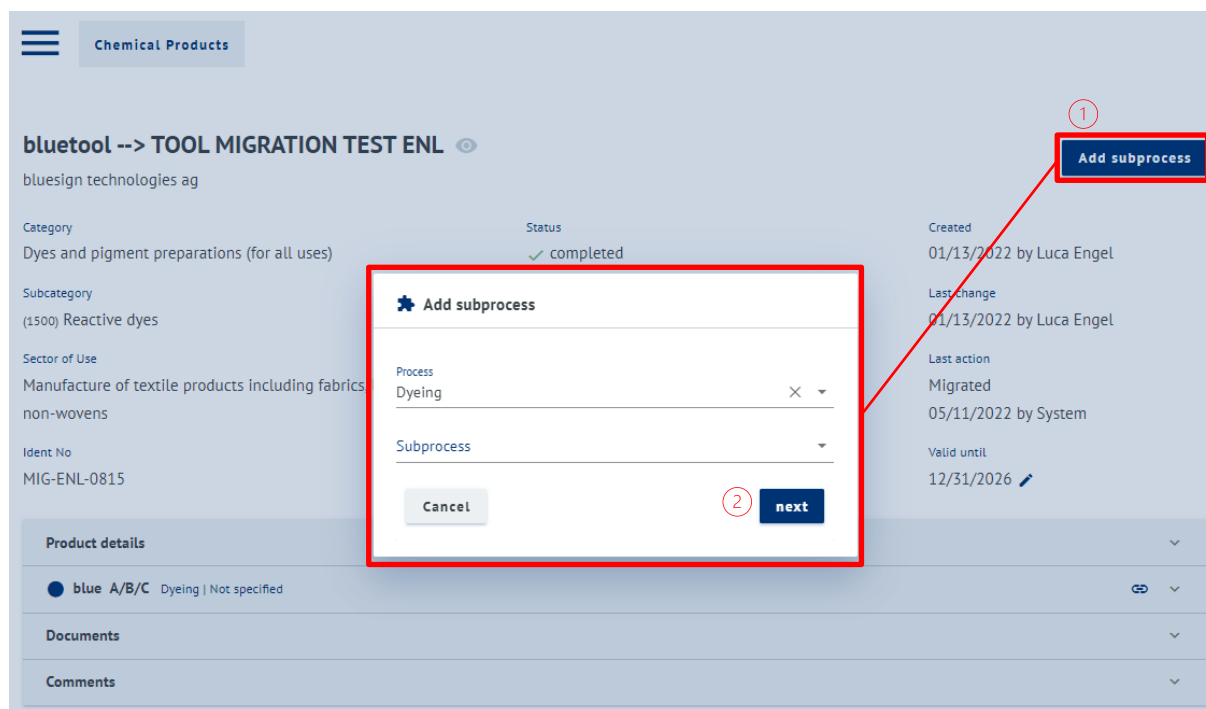 Chemical Products
1
bluetool --> TOOL MIGRATION TEST ENL
Add subprocess
bluesign technologies ag
Category
Dyes and pigment preparations (for all uses)
Status
completed
Created
01/13/2022 by Luca Engel
Subcategory
(1500) Reactive dyes
Last change
01/13/2022 by Luca Engel
Sector of Use
Manufacture of textile products including fabrics,
non-wovens
Last action
Migrated
05/11/2022 by System
Ident No
MIG-ENL-0815
Valid until
12/31/2026
Add subprocess
Process
Dyeing
Subprocess
Cancel
2
next
Product details
blue A/B/C Dyeing | Not specified
Documents
Comments